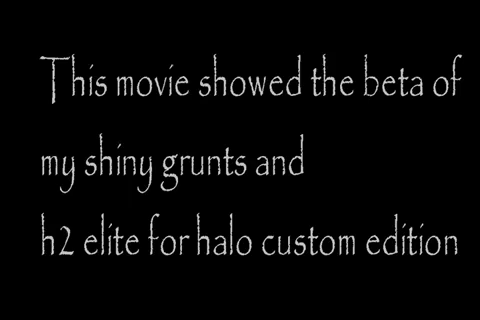 This movie showed the beta of
my shiny grunts and
h2 elite for halo custom edition